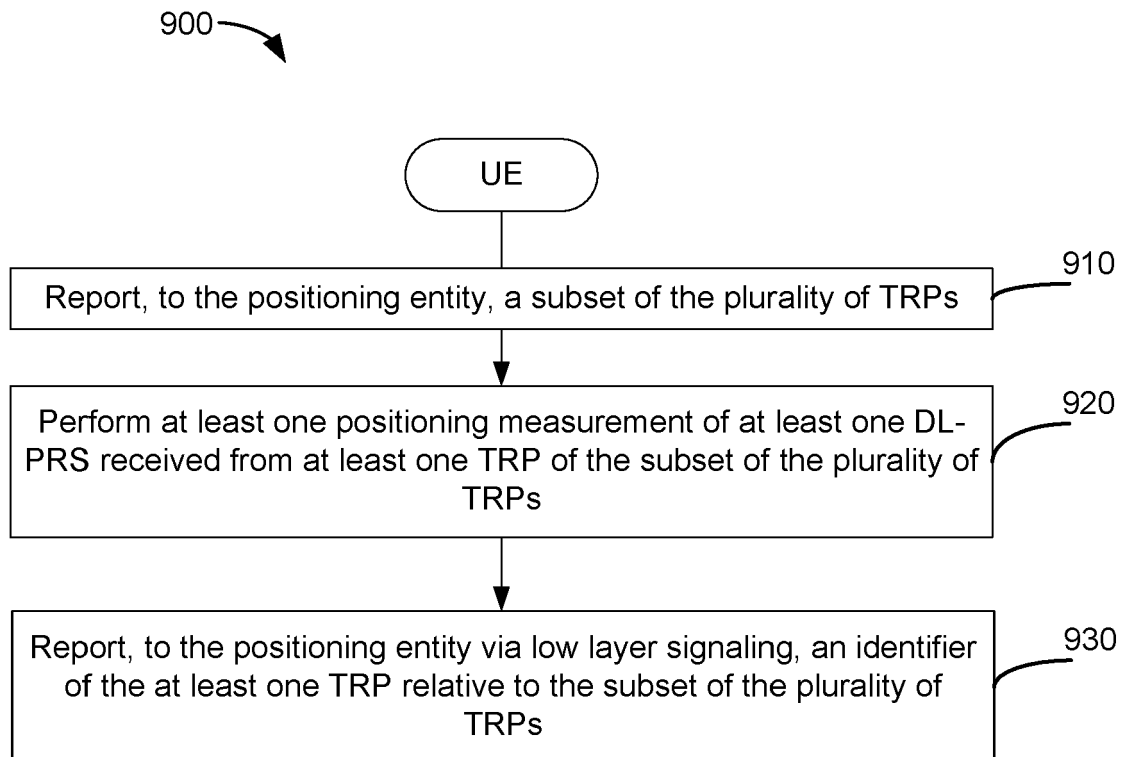 900
UE
910
Report, to the positioning entity, a subset of the plurality of TRPs
920
Perform at least one positioning measurement of at least one DL-
PRS received from at least one TRP of the subset of the plurality of
TRPs
930
Report, to the positioning entity via low layer signaling, an identifier
of the at least one TRP relative to the subset of the plurality of
TRPs